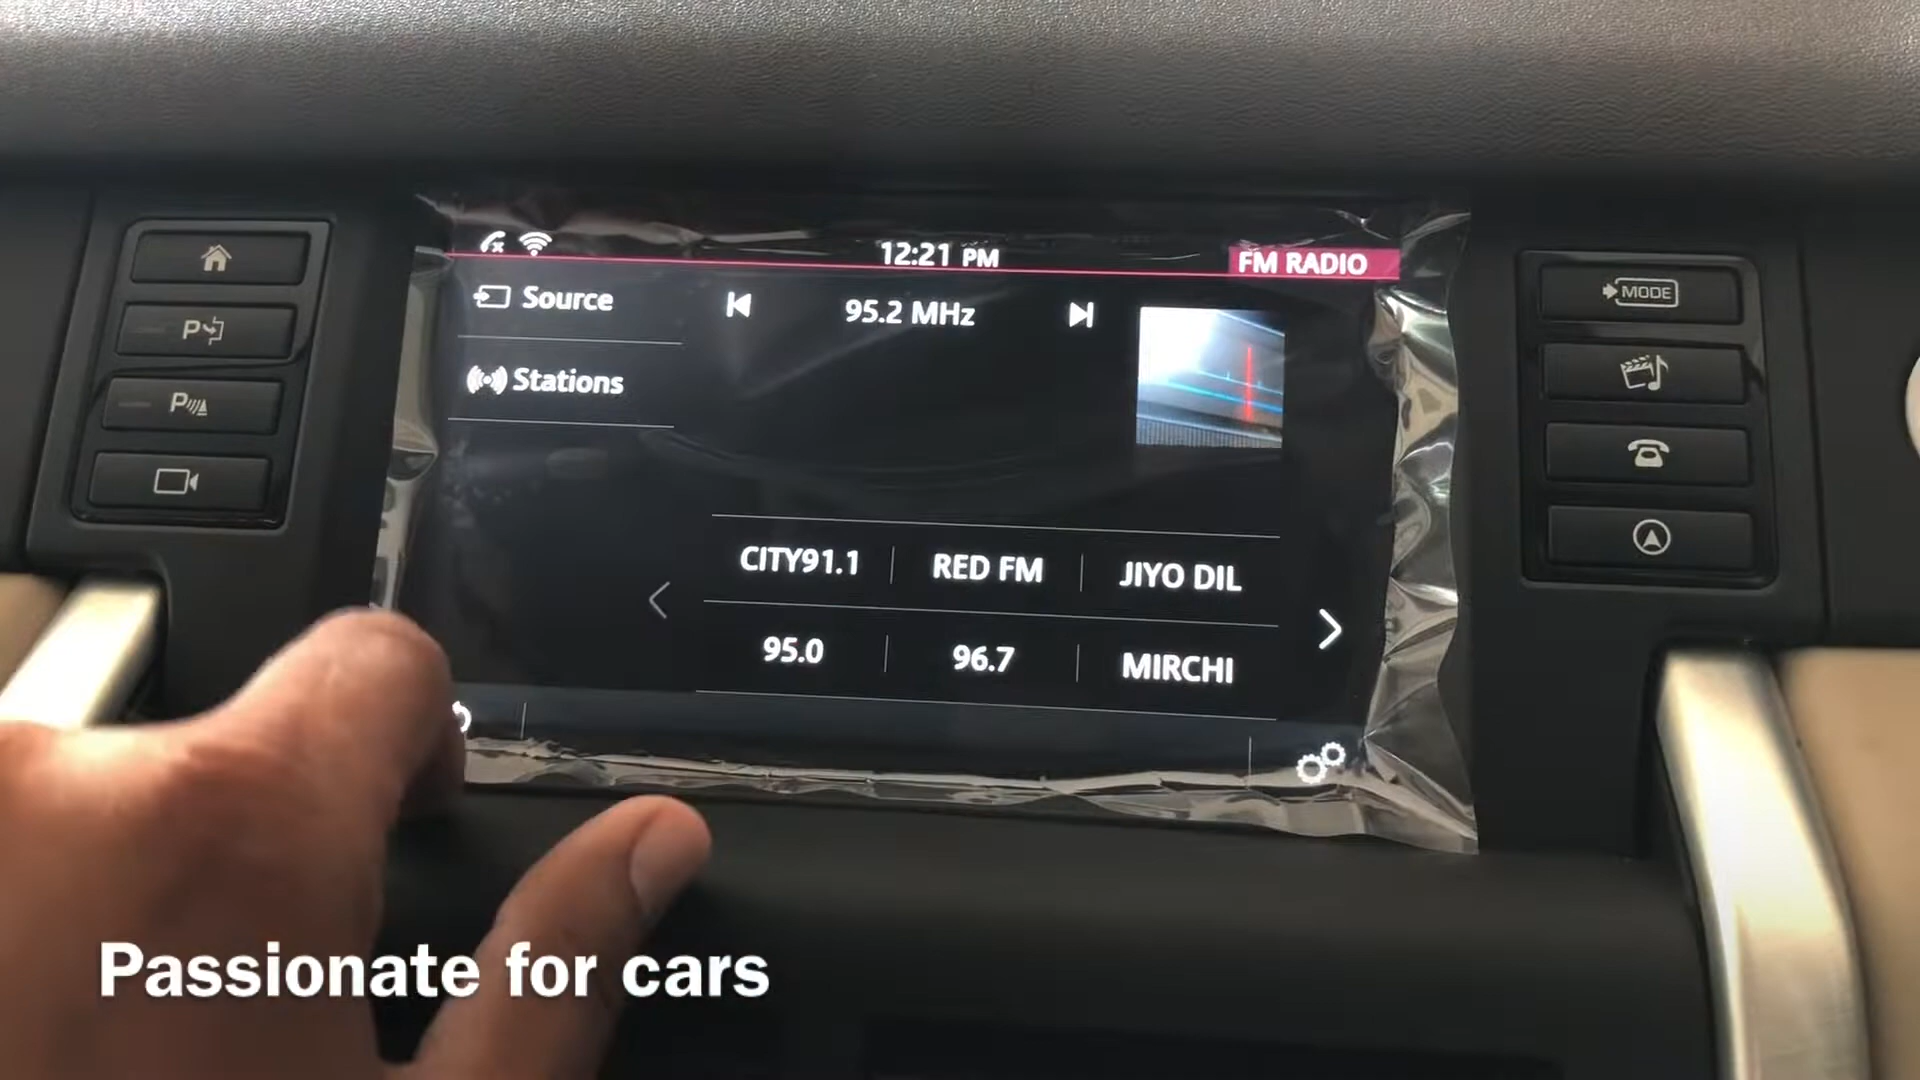 12:21 PM
FM RADIO
Source
95.2 MHz
Stations
CITY91.1
RED FM
JIYO DIL
95.0
96.7
MIRCHI
P
P
MODE
Passionate for cars